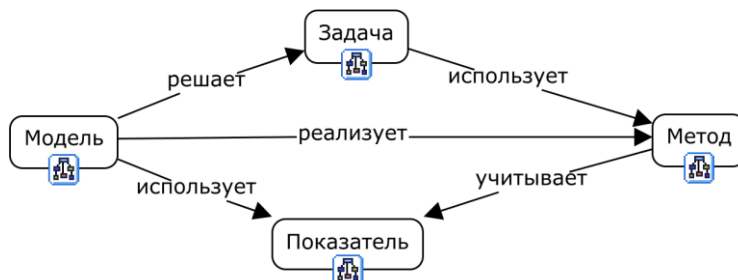 Задача
решает
использует
Модель
реализует
Метод
использует
учитывает
Показатель